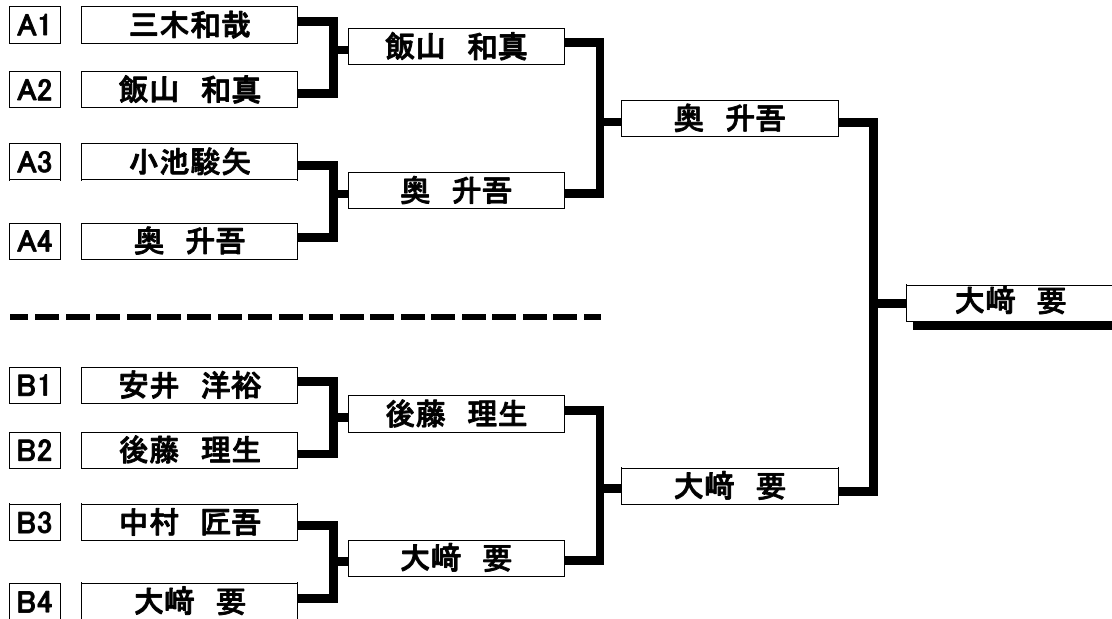 A1 三木和哉
飯山　和真
A2 飯山　和真
奥　升吾
A3 小池駿矢
奥　升吾
A4 奥　升吾
大﨑　要
B1 安井　洋裕
後藤　理生
B2 後藤　理生
大﨑　要
B3 中村　匠吾
大﨑　要
B4 大﨑　要